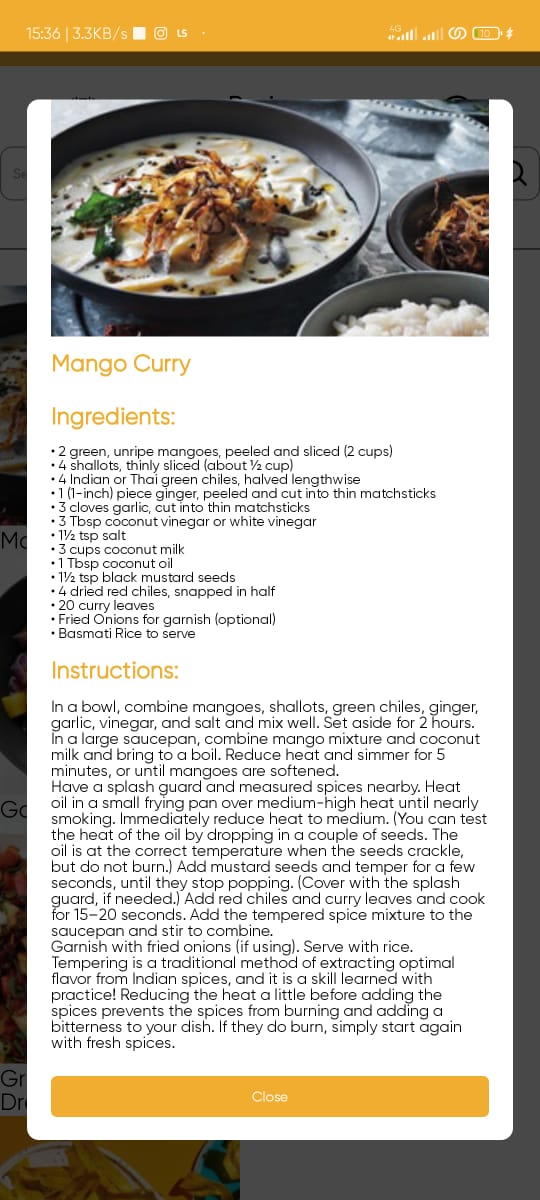 15:36 | 3.3KB/s
LS
4G
10
Mango Curry
Ingredients:
• 2 green, unripe mangoes, peeled and sliced (2 cups)
• 4 shallots, thinly sliced (about ½ cup)
• 4 Indian or Thai green chiles, halved lengthwise
• 1 (1-inch) piece ginger, peeled and cut into thin matchsticks
• 3 cloves garlic, cut into thin matchsticks
• 3 Tbsp coconut vinegar or white vinegar
• 1½ tsp salt
• 3 cups coconut milk
• 1 Tbsp coconut oil
• 1½ tsp black mustard seeds
• 4 dried red chiles, snapped in half
• 20 curry leaves
• Fried Onions for garnish (optional)
• Basmati Rice to serve
Instructions:
In a bowl, combine mangoes, shallots, green chiles, ginger,
garlic, vinegar, and salt and mix well. Set aside for 2 hours.
In a large saucepan, combine mango mixture and coconut
milk and bring to a boil. Reduce heat and simmer for 5
minutes, or until mangoes are softened.
Have a splash guard and measured spices nearby. Heat
oil in a small frying pan over medium-high heat until nearly
smoking. Immediately reduce heat to medium. (You can test
the heat of the oil by dropping in a couple of seeds. The
oil is at the correct temperature when the seeds crackle,
but do not burn.) Add mustard seeds and temper for a few
seconds, until they stop popping. (Cover with the splash
guard, if needed.) Add red chiles and curry leaves and cook
for 15–20 seconds. Add the tempered spice mixture to the
saucepan and stir to combine.
Garnish with fried onions (if using). Serve with rice.
Tempering is a traditional method of extracting optimal
flavor from Indian spices, and it is a skill learned with
practice! Reducing the heat a little before adding the
spices prevents the spices from burning and adding a
bitterness to your dish. If they do burn, simply start again
with fresh spices.
Close